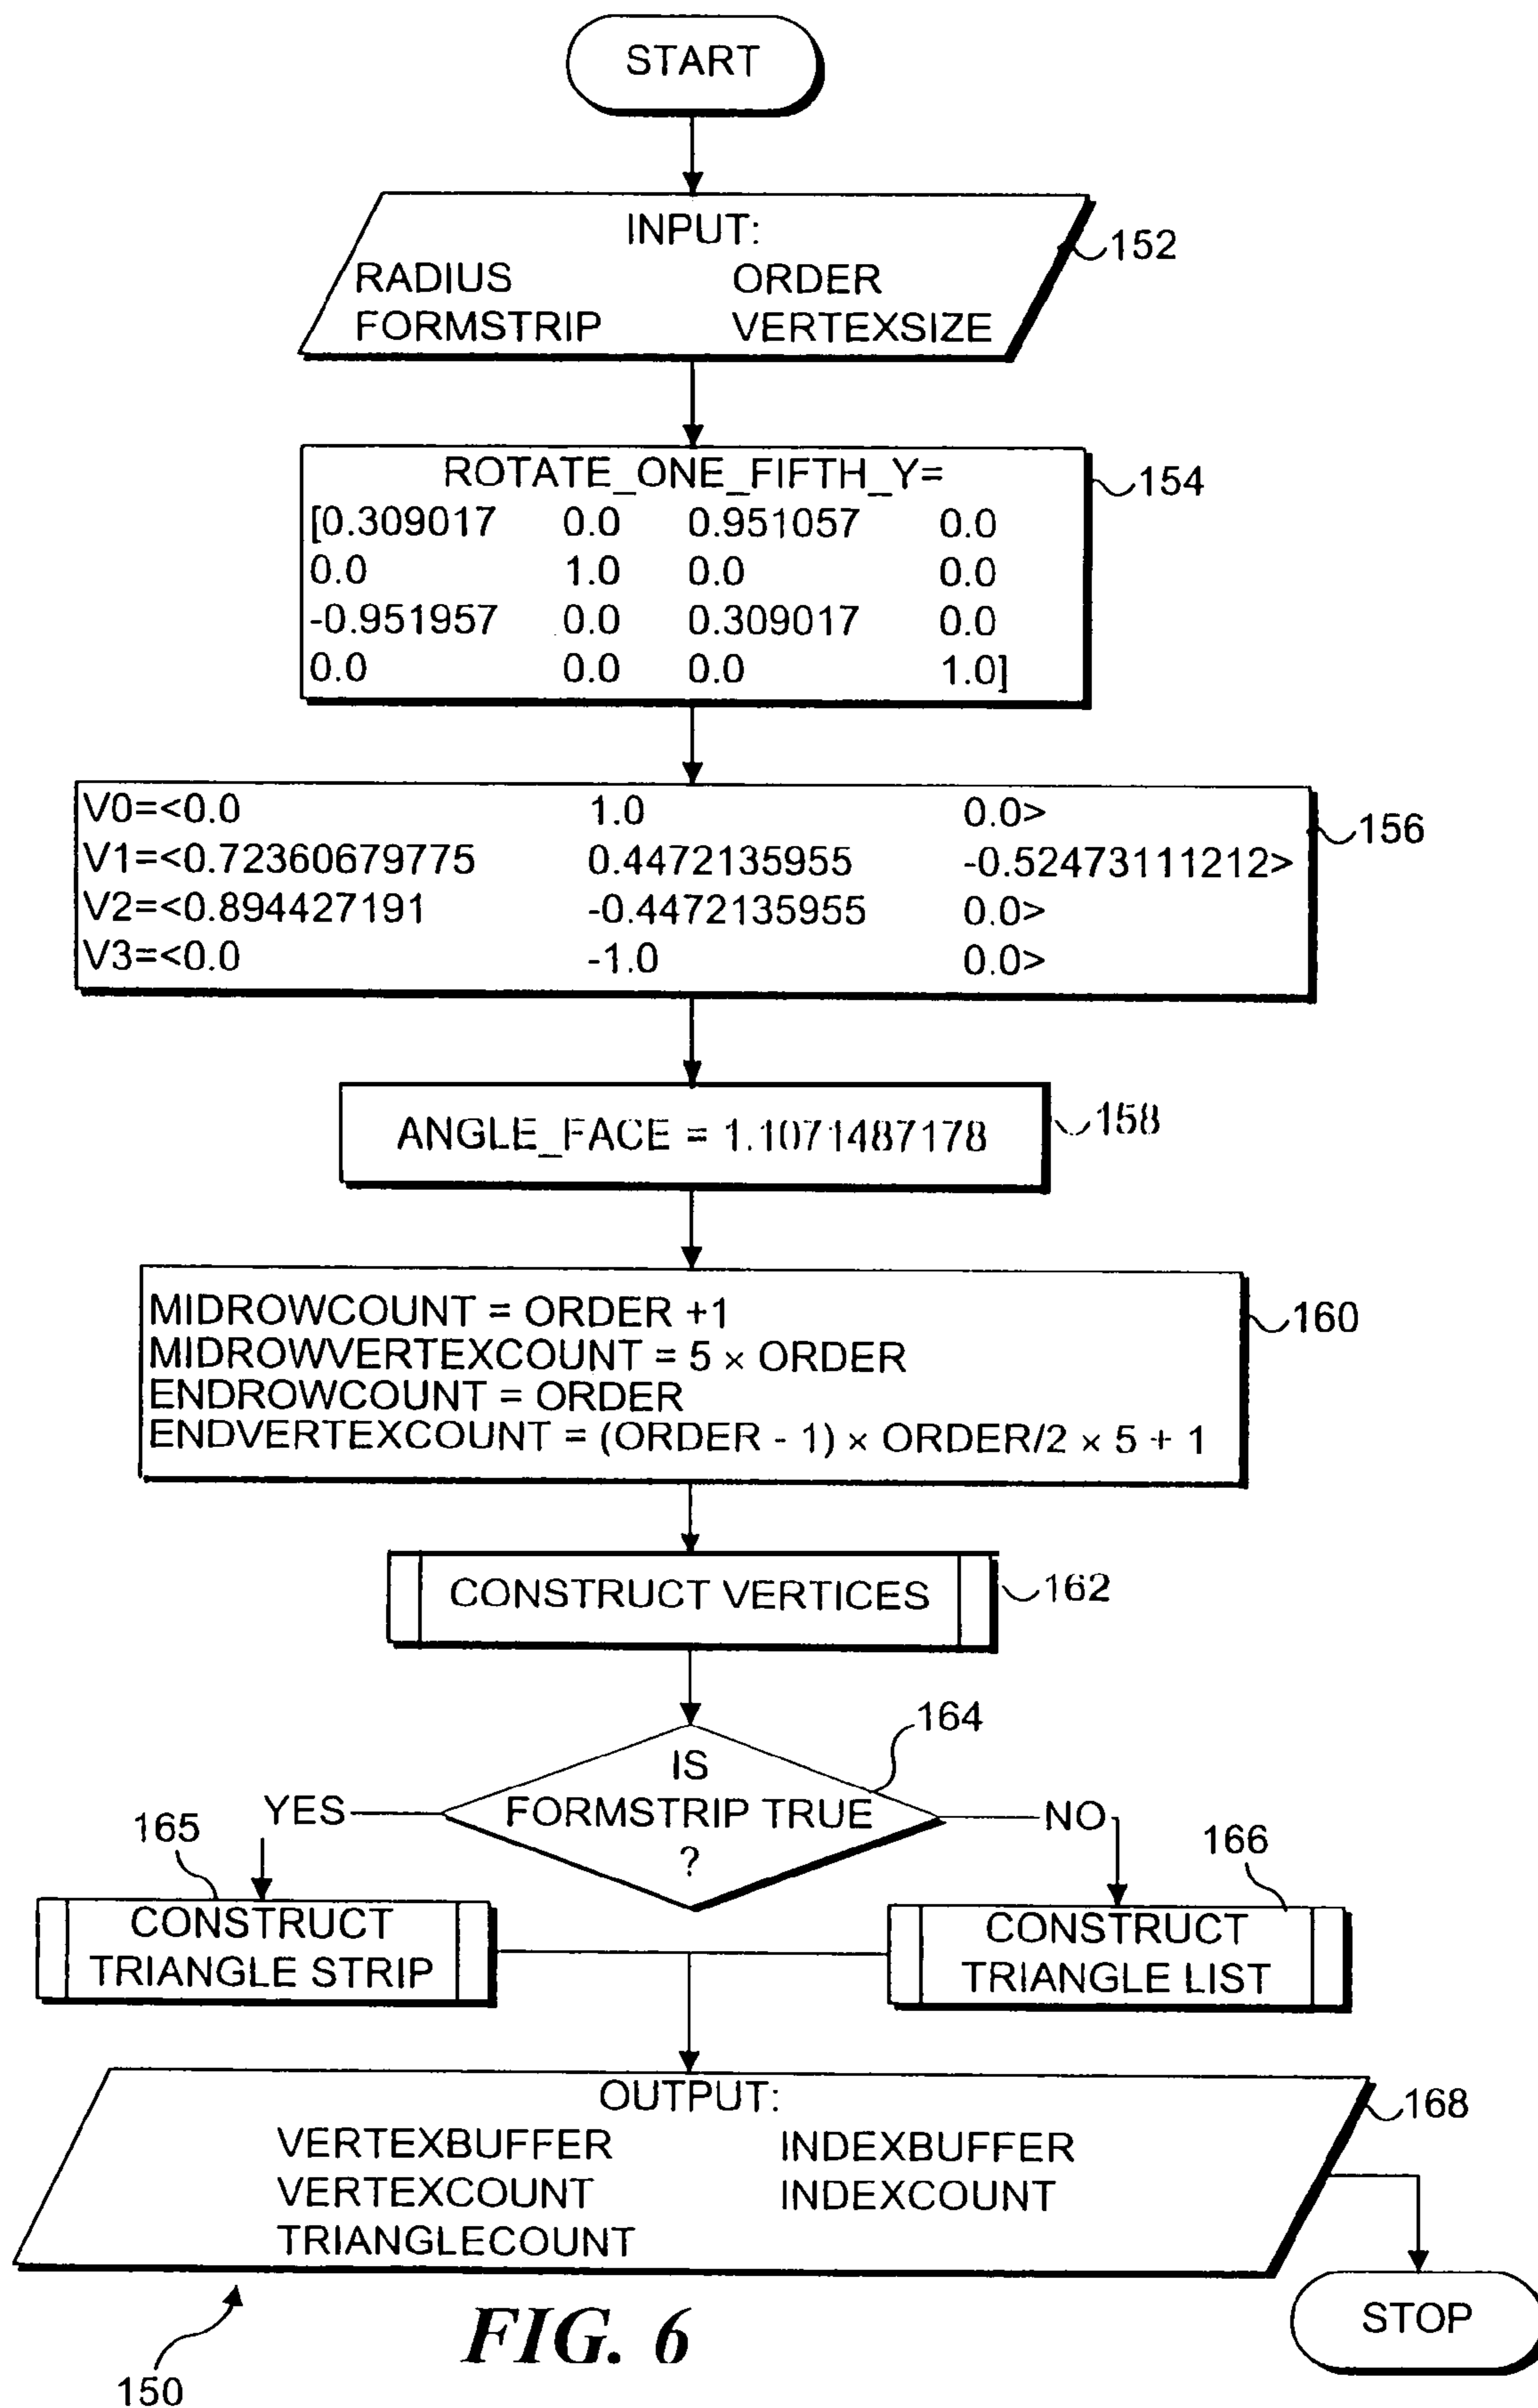 START
INPUT:
RADIUS ORDER
FORMSTRIP VERTEXSIZE
152
ROTATE_ONE_FIFTH_Y=
[0.309017 0.0 0.951057 0.0
0.0 1.0 0.0 0.0
-0.951957 0.0 0.309017 0.0
0.0 0.0 0.0 1.0]
154
V0=<0.0 1.0 0.0>
V1=<0.72360679775 0.4472135955 -0.52473111212>
V2=<0.894427191 -0.4472135955 0.0>
V3=<0.0 -1.0 0.0>
156
ANGLE_FACE = 1.1071487178
158
MIDROWCOUNT = ORDER +1
MIDROWVERTEXCOUNT = 5 × ORDER
ENDROWCOUNT = ORDER
ENDVERTEXCOUNT = (ORDER - 1) × ORDER/2 × 5 + 1
160
CONSTRUCT VERTICES
162
164
IS
FORMSTRIP TRUE
?
YES
NO
165
CONSTRUCT
TRIANGLE STRIP
166
CONSTRUCT
TRIANGLE LIST
OUTPUT:
VERTEXBUFFER INDEXBUFFER
VERTEXCOUNT INDEXCOUNT
TRIANGLECOUNT
168
STOP
150
FIG. 6